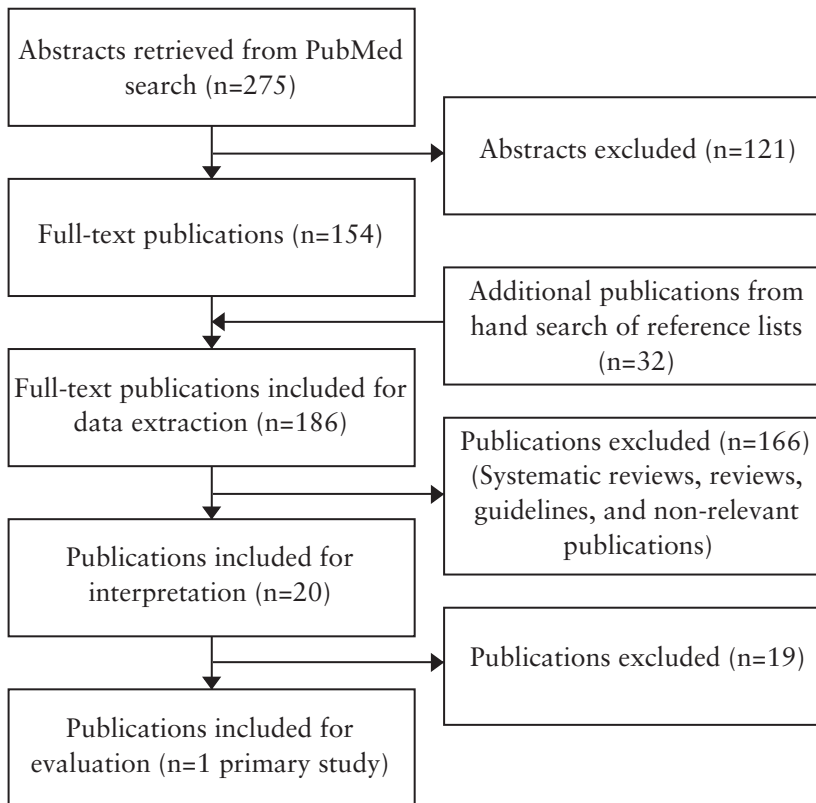 Abstracts retrieved from PubMed
search (n=275)
Abstracts excluded (n=121)
Full-text publications (n=154)
Additional publications from
hand search of reference lists
(n=32)
Full-text publications included for
data extraction (n=186)
Publications excluded (n=166)
(Systematic reviews, reviews,
guidelines, and non-relevant
publications)
Publications included for
interpretation (n=20)
Publications excluded (n=19)
Publications included for
evaluation (n=1 primary study)